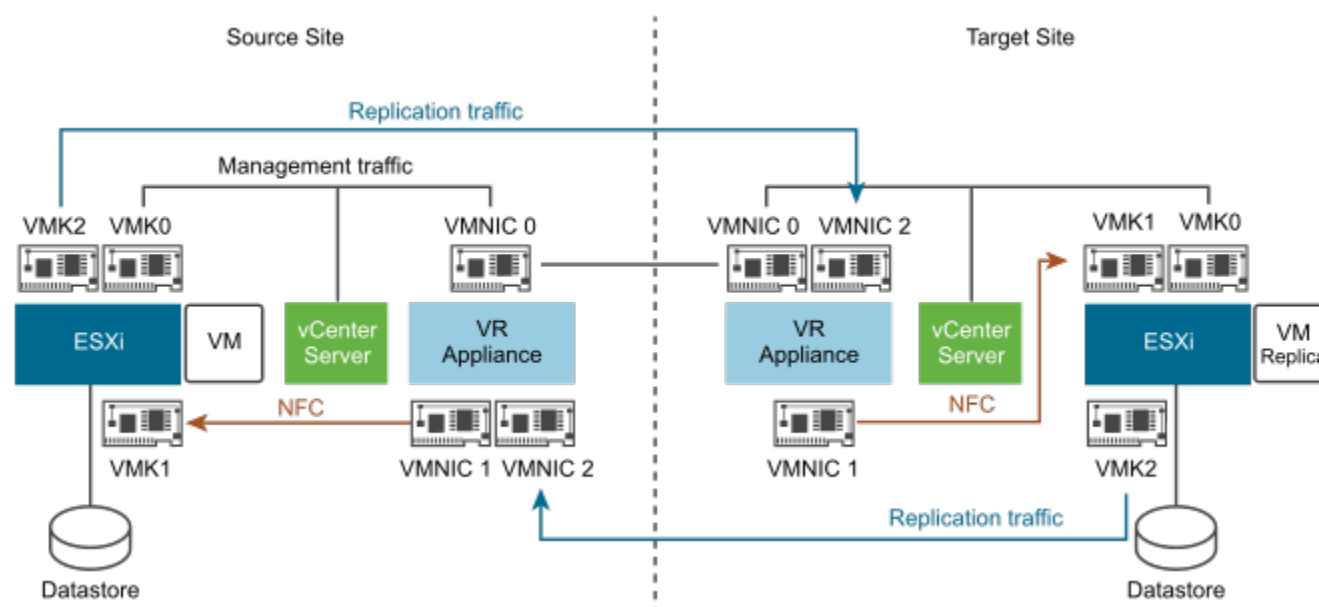 Source Site
Target Site
Replication traffic
Management traffic
VMK2 VMK0
VMNIC 0
VMNIC 0 VMNIC 2
VMK1 VMK0
ESXi
VM
vCenter
Server
VR
Appliance
VR
Appliance
vCenter
Server
ESXi
VM
Replica
NFC
NFC
VMK1
VMNIC 1 VMNIC 2
VMNIC 1
VMK2
Replication traffic
Datastore
Datastore